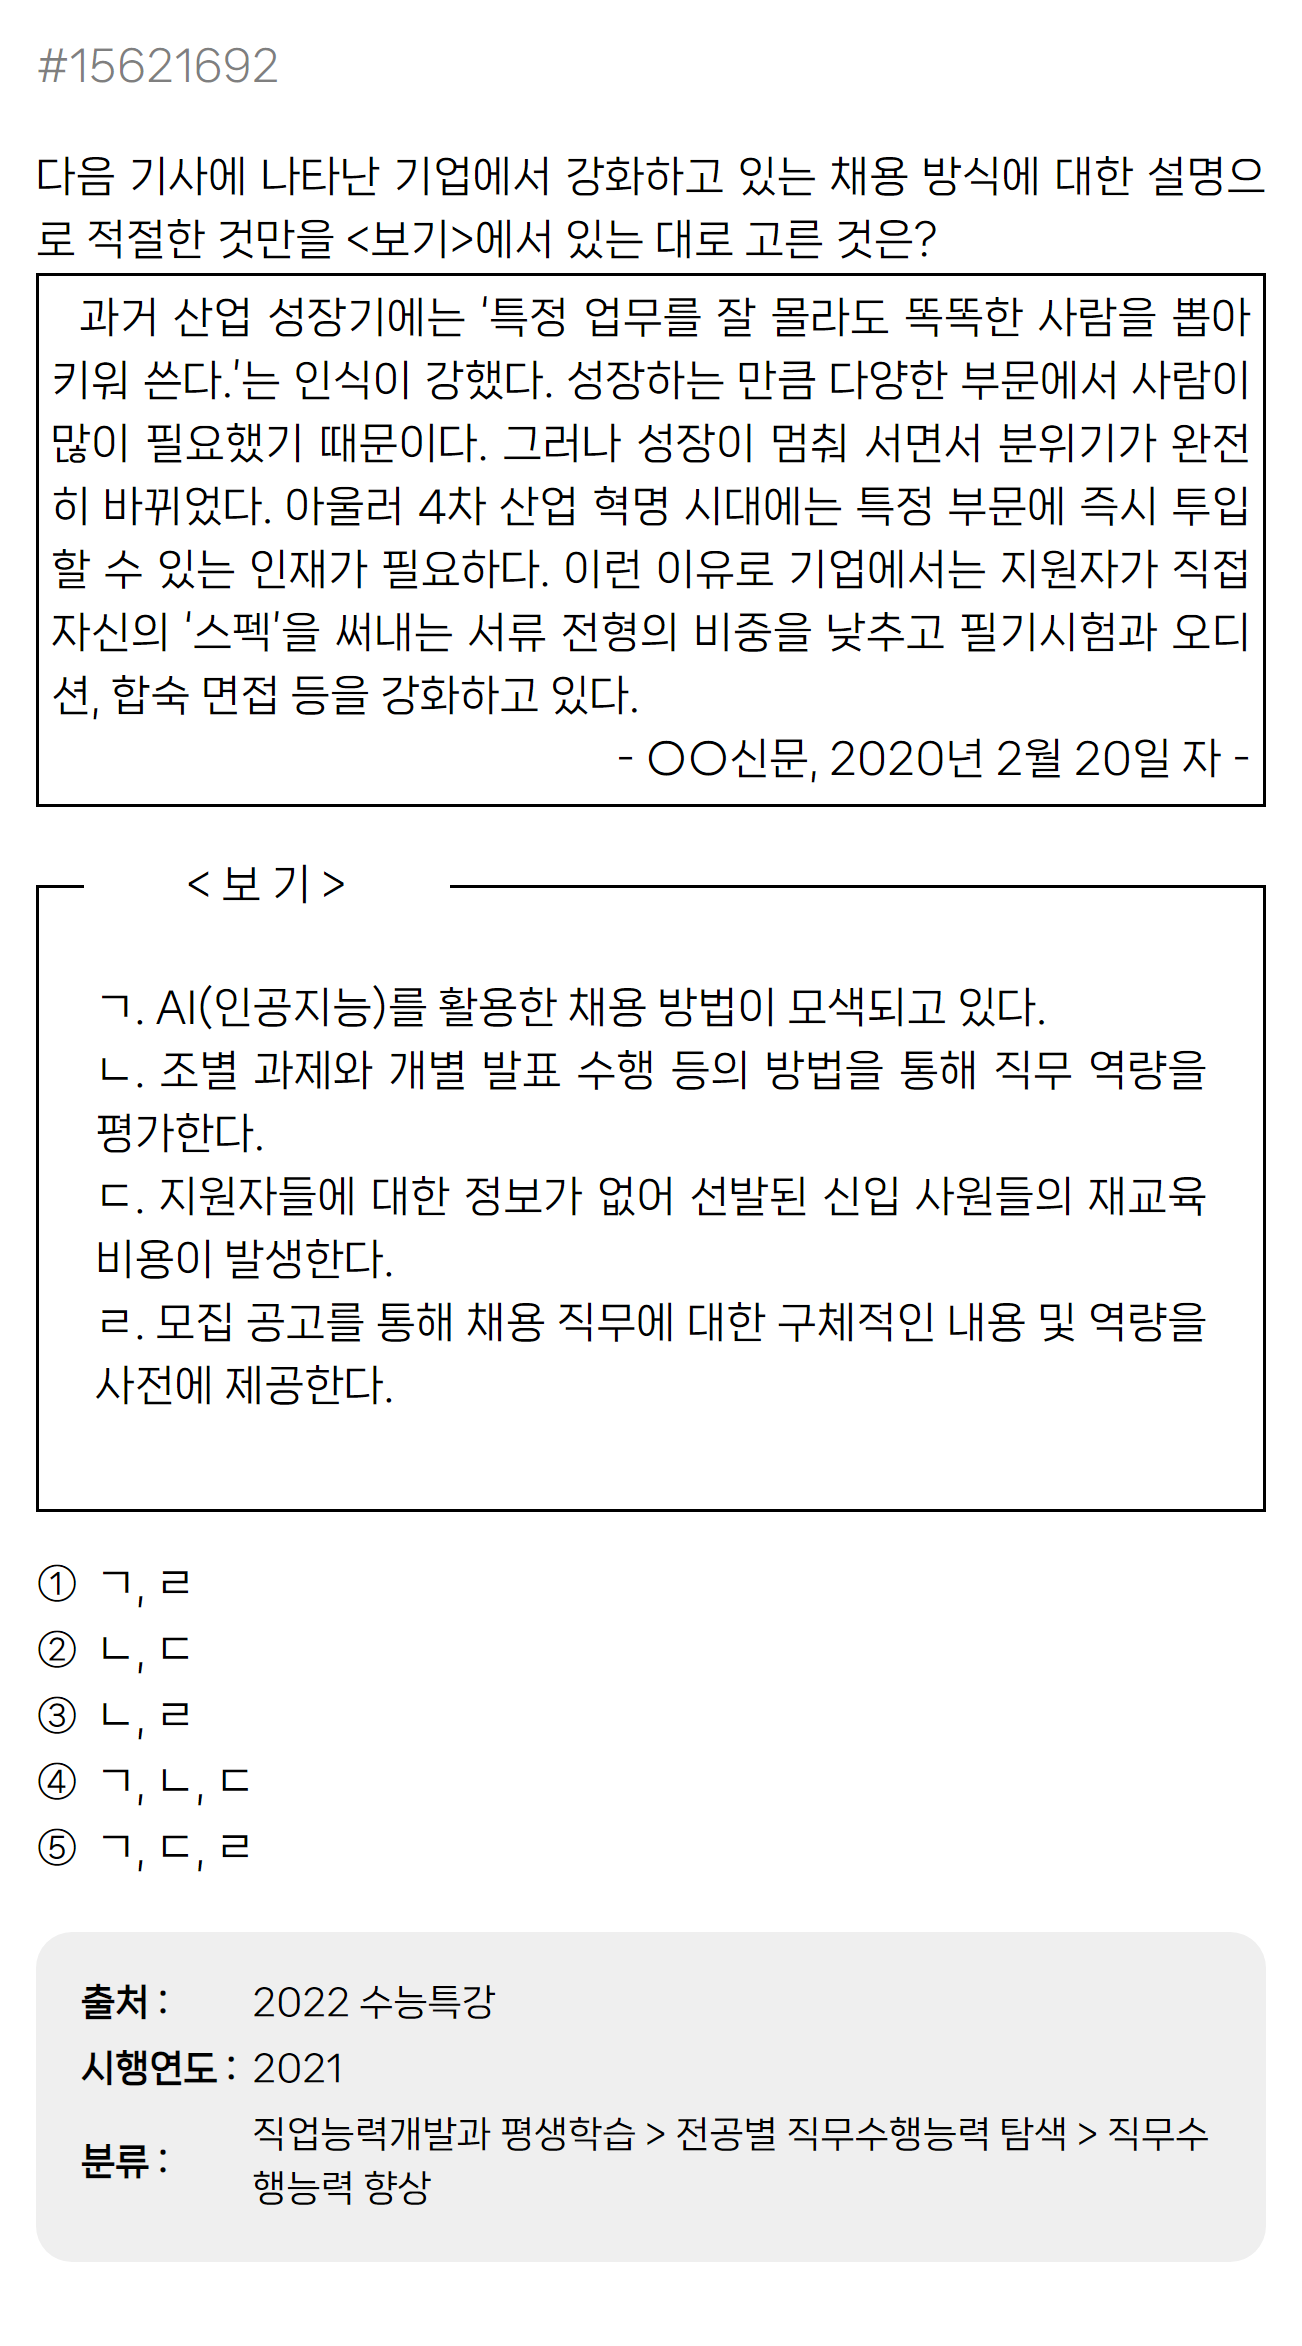 #15621692
다음 기사에 나타난 기업에서 강화하고 있는 채용 방식에 대한 설명으
로 적절한 것만을 <보기>에서 있는 대로 고른 것은?
과거 산업 성장기에는 '특정 업무를 잘 몰라도 똑똑한 사람을 뽑아
키워 쓴다.'는 인식이 강했다. 성장하는 만큼 다양한 부문에서 사람이
많이 필요했기 때문이다. 그러나 성장이 멈춰 서면서 분위기가 완전
히 바뀌었다. 아울러 4차 산업 혁명 시대에는 특정 부문에 즉시 투입
할 수 있는 인재가 필요하다. 이런 이유로 기업에서는 지원자가 직접
자신의 '스펙'을 써내는 서류 전형의 비중을 낮추고 필기시험과 오디
션, 합숙 면접 등을 강화하고 있다.
- ○○신문, 2020년 2월 20일 자 -
< 보 기 >
ㄱ. AI(인공지능)를 활용한 채용 방법이 모색되고 있다.
ㄴ. 조별 과제와 개별 발표 수행 등의 방법을 통해 직무 역량을
평가한다.
ㄷ. 지원자들에 대한 정보가 없어 선발된 신입 사원들의 재교육
비용이 발생한다.
ㄹ. 모집 공고를 통해 채용 직무에 대한 구체적인 내용 및 역량을
사전에 제공한다.
① ㄱ, ㄹ
② ㄴ, ㄷ
③ ㄴ, ㄹ
④ ㄱ, ㄴ, ㄷ
⑤ ㄱ, ㄷ, ㄹ
출처 : 2022 수능특강
시행연도 : 2021
분류 : 직업능력개발과 평생학습 > 전공별 직무수행능력 탐색 > 직무수
행능력 향상